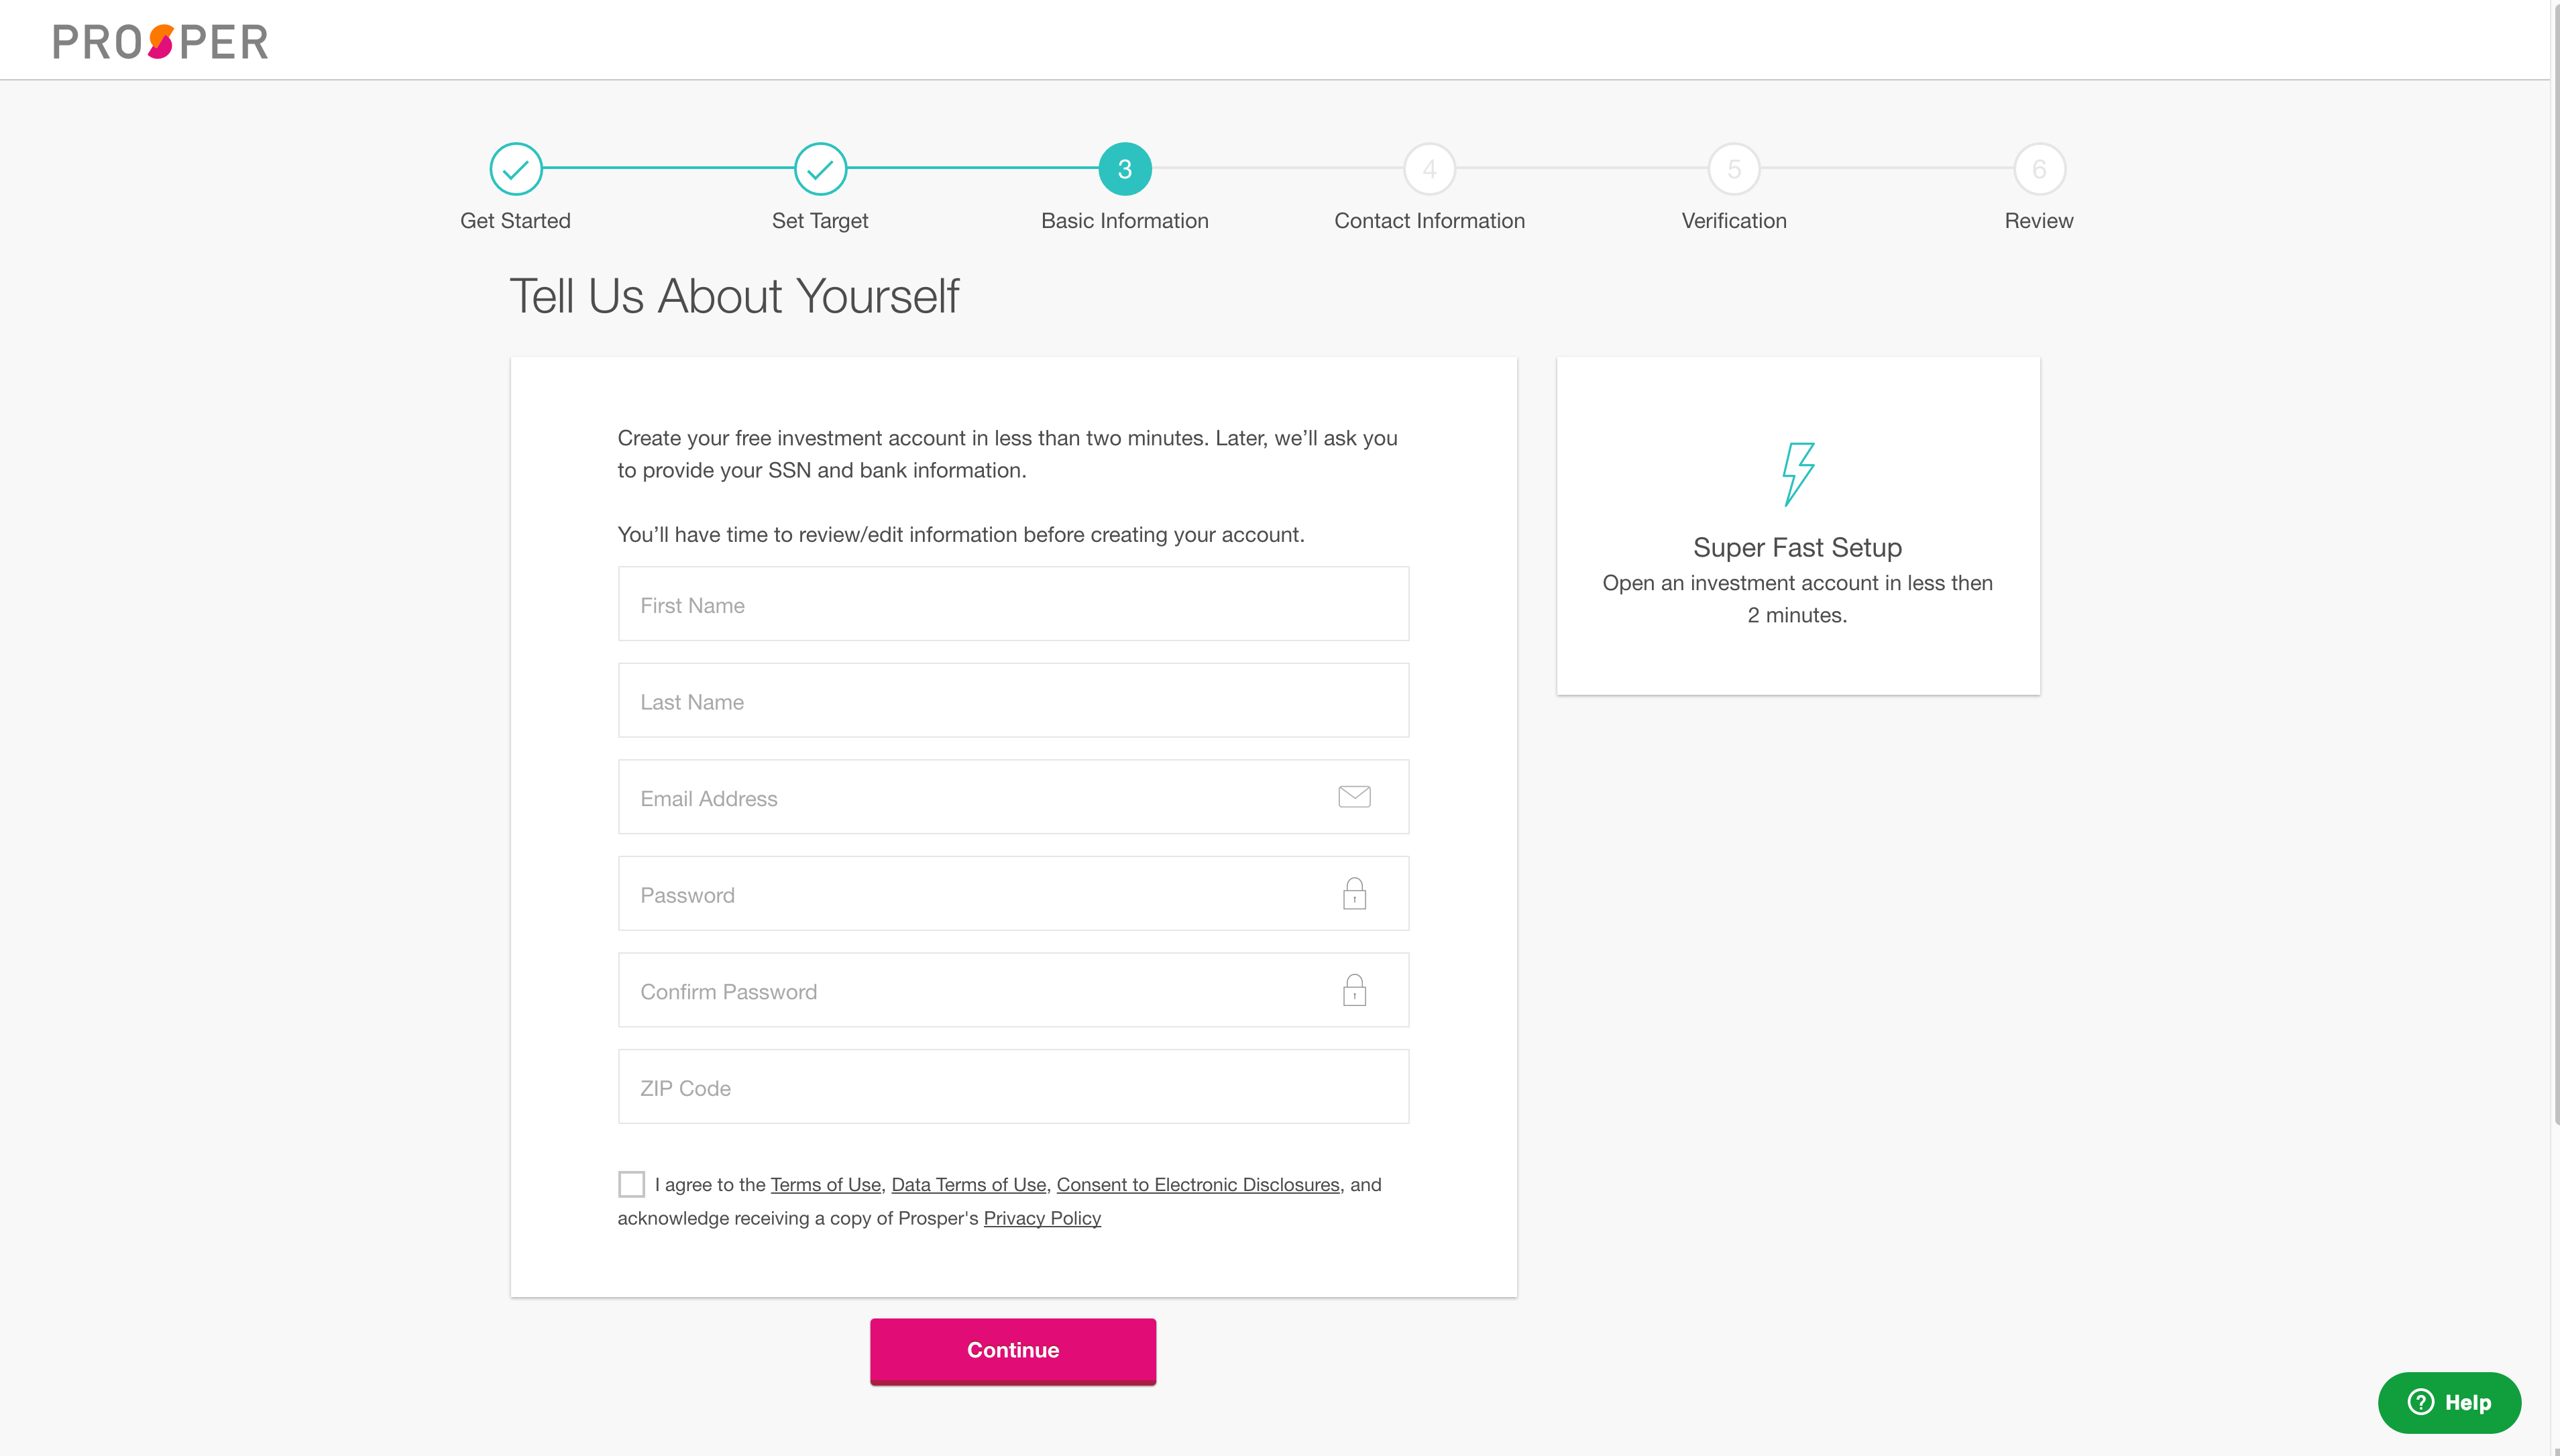 PROSPER
3
4
5
6
Get Started
Set Target
Basic Information
Contact Information
Verification
Review
Tell Us About Yourself
Create your free investment account in less than two minutes. Later, we’ll ask you
to provide your SSN and bank information.
You’ll have time to review/edit information before creating your account.
First Name
Last Name
Email Address
Password
Confirm Password
ZIP Code
I agree to the Terms of Use, Data Terms of Use, Consent to Electronic Disclosures, and
acknowledge receiving a copy of Prosper's Privacy Policy
Continue
Super Fast Setup
Open an investment account in less then
2 minutes.
? Help